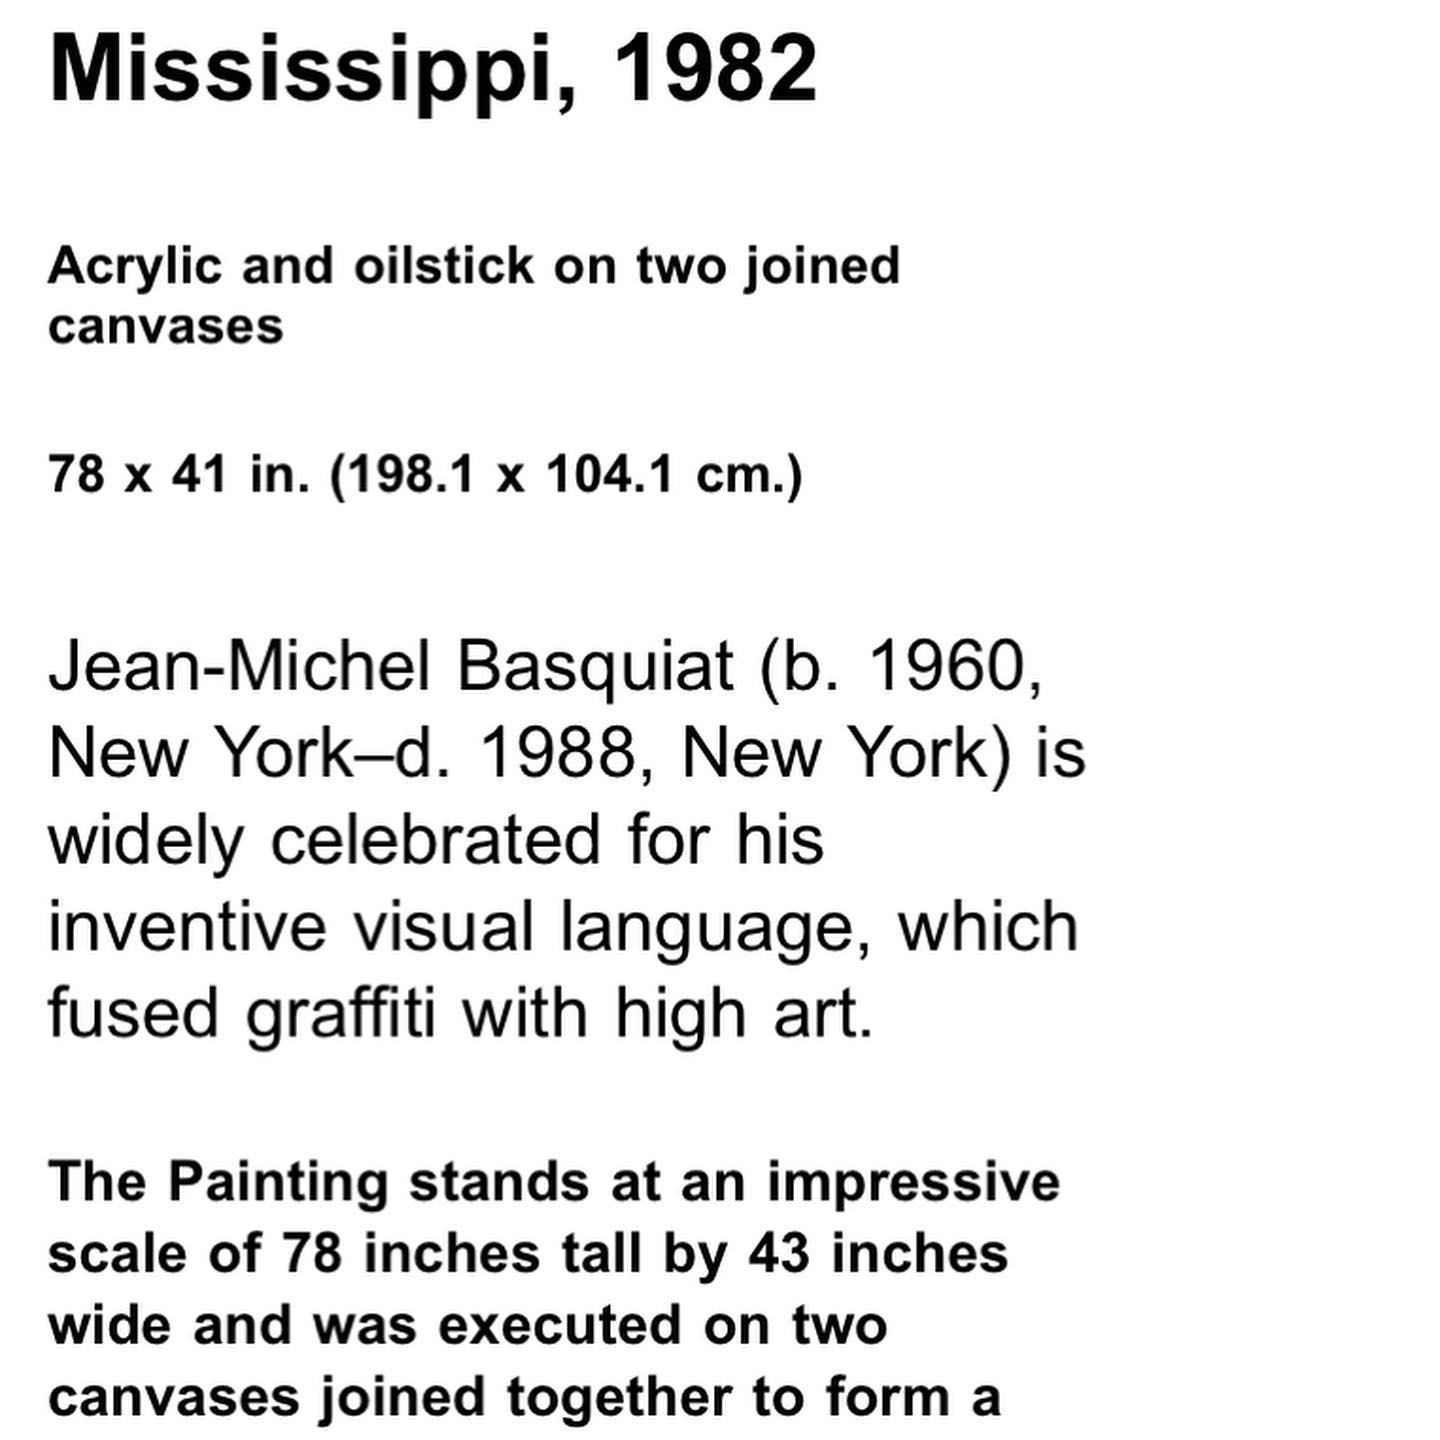 Mississippi, 1982
Acrylic and oilstick on two joined
canvases
78 x 41 in. (198.1 x 104.1 cm.)
Jean-Michel Basquiat (b. 1960,
New York–d. 1988, New York) is
widely celebrated for his
inventive visual language, which
fused graffiti with high art.
The Painting stands at an impressive
scale of 78 inches tall by 43 inches
wide and was executed on two
canvases joined together to form a